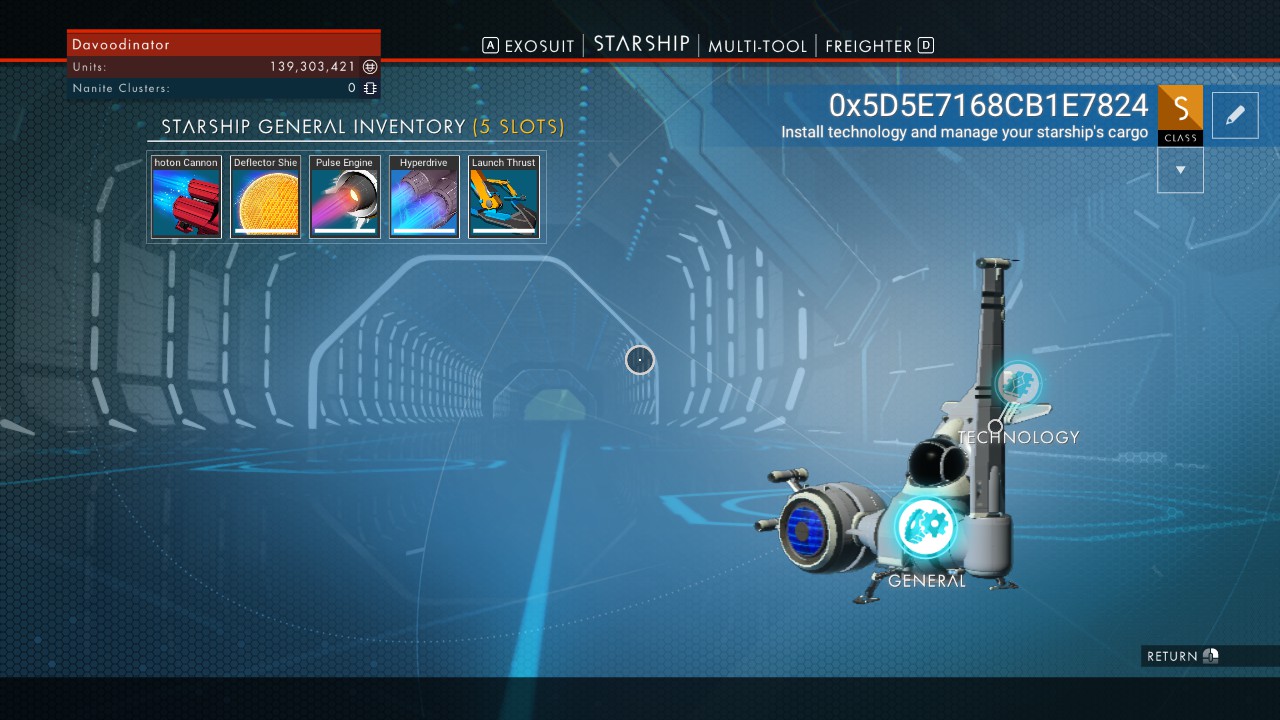 Davoodinator
Units: 139,303,421
Nanite Clusters: 0
A EXOSUIT STARSHIP MULTI-TOOL FREIGHTER D
0x5D5E7168CB1E7824
Install technology and manage your starship's cargo
S
CLASS
STARSHIP GENERAL INVENTORY (5 SLOTS)
hoton Cannon Deflector Shie Pulse Engine Hyperdrive Launch Thrust
TECHNOLOGY
GENERAL
RETURN